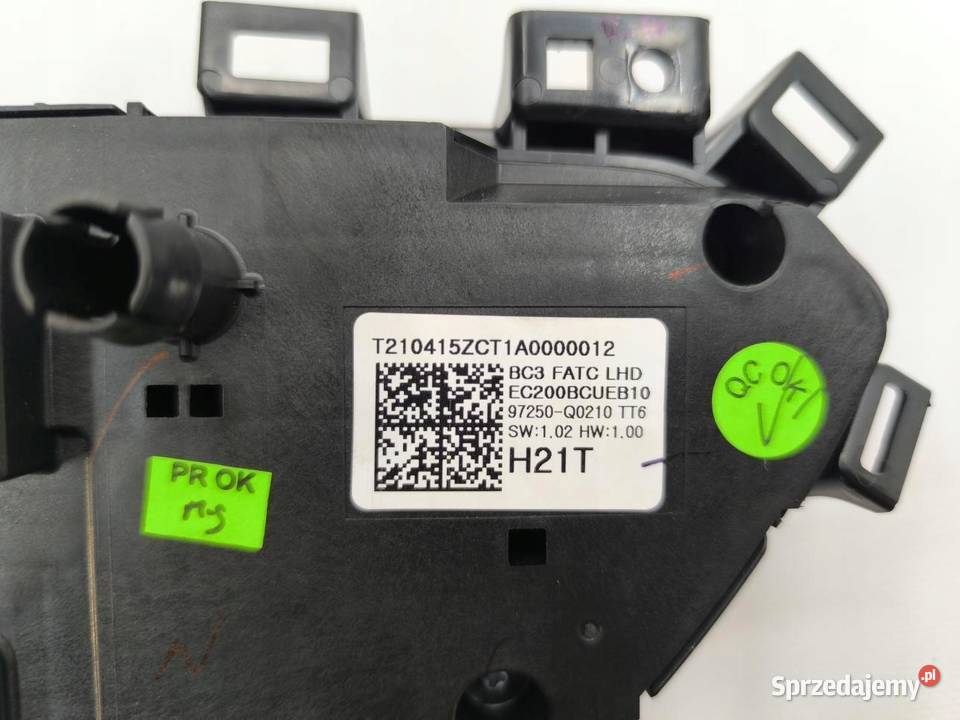 T210415ZCT1A0000012
BC3 FATC LHD
EC200BCUEB10
97250-Q0210 TT6
SW:1.02 HW:1.00
H21T
QC OK
V
PR OK
Sprzedajemy.pl